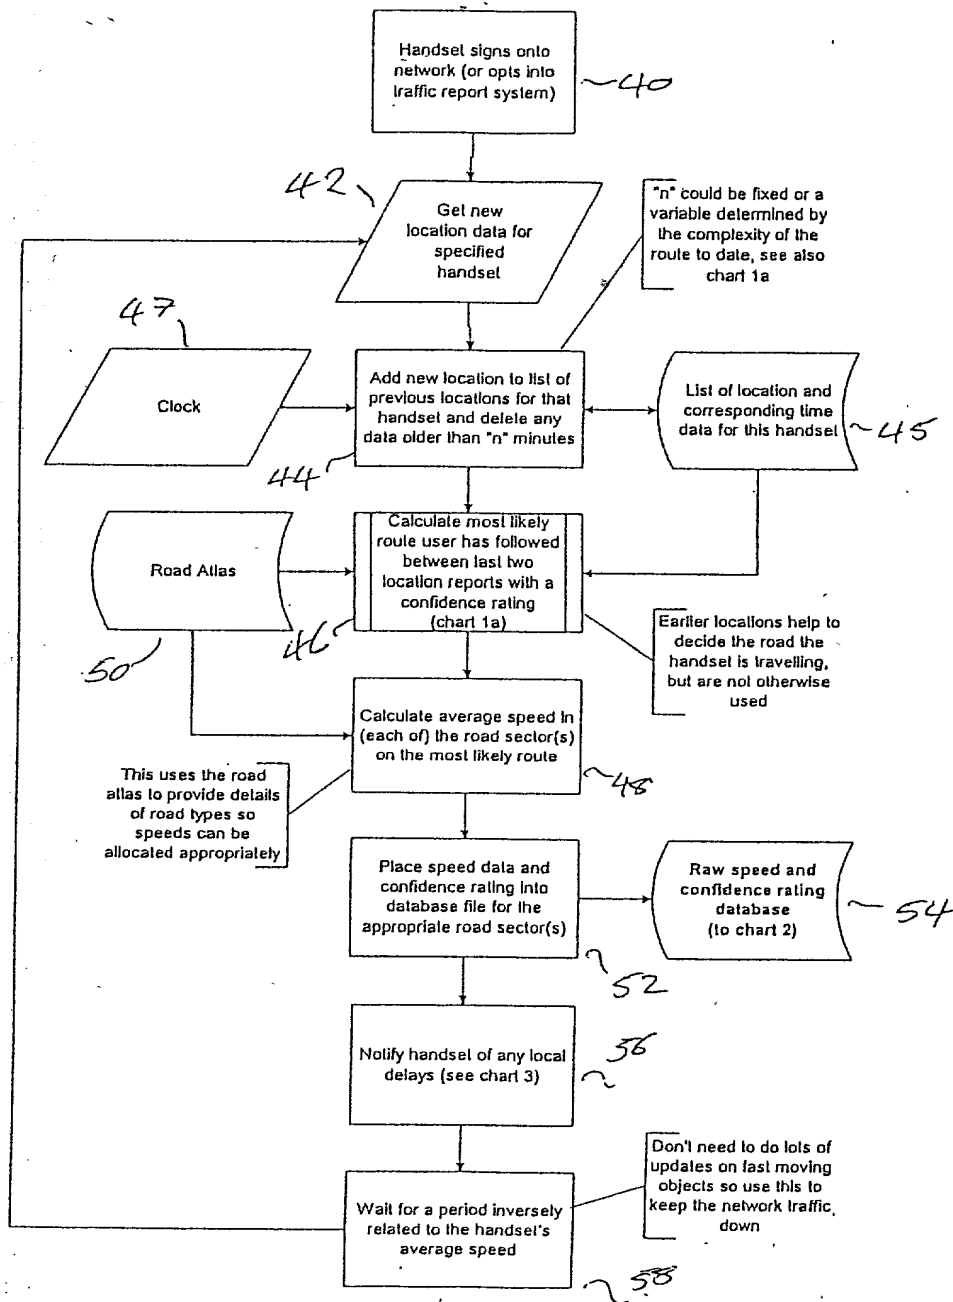 Handset signs onto
network (or opts into
traffic report system)
40
42
Get new
location data for
specified
handset
"n" could be fixed or a
variable determined by
the complexity of the
route to date, see also
chart 1a
47
Clock
Add new location to list of
previous locations for that
handset and delete any
data older than "n" minutes
44
List of location and
corresponding time
data for this handset
45
Road Atlas
50
Calculate most likely
route user has followed
between last two
location reports with a
confidence rating
(chart 1a)
46
Earlier locations help to
decide the road the
handset is travelling,
but are not otherwise
used
Calculate average speed in
(each of) the road sector(s)
on the most likely route
48
This uses the road
atlas to provide details
of road types so
speeds can be
allocated appropriately
Place speed data and
confidence rating into
database file for the
appropriate road sector(s)
52
Raw speed and
confidence rating
database
(to chart 2)
54
Notify handset of any local
delays (see chart 3)
56
Don't need to do lots of
updates on fast moving
objects so use this to
keep the network traffic
down
Wait for a period inversely
related to the handset's
average speed
58